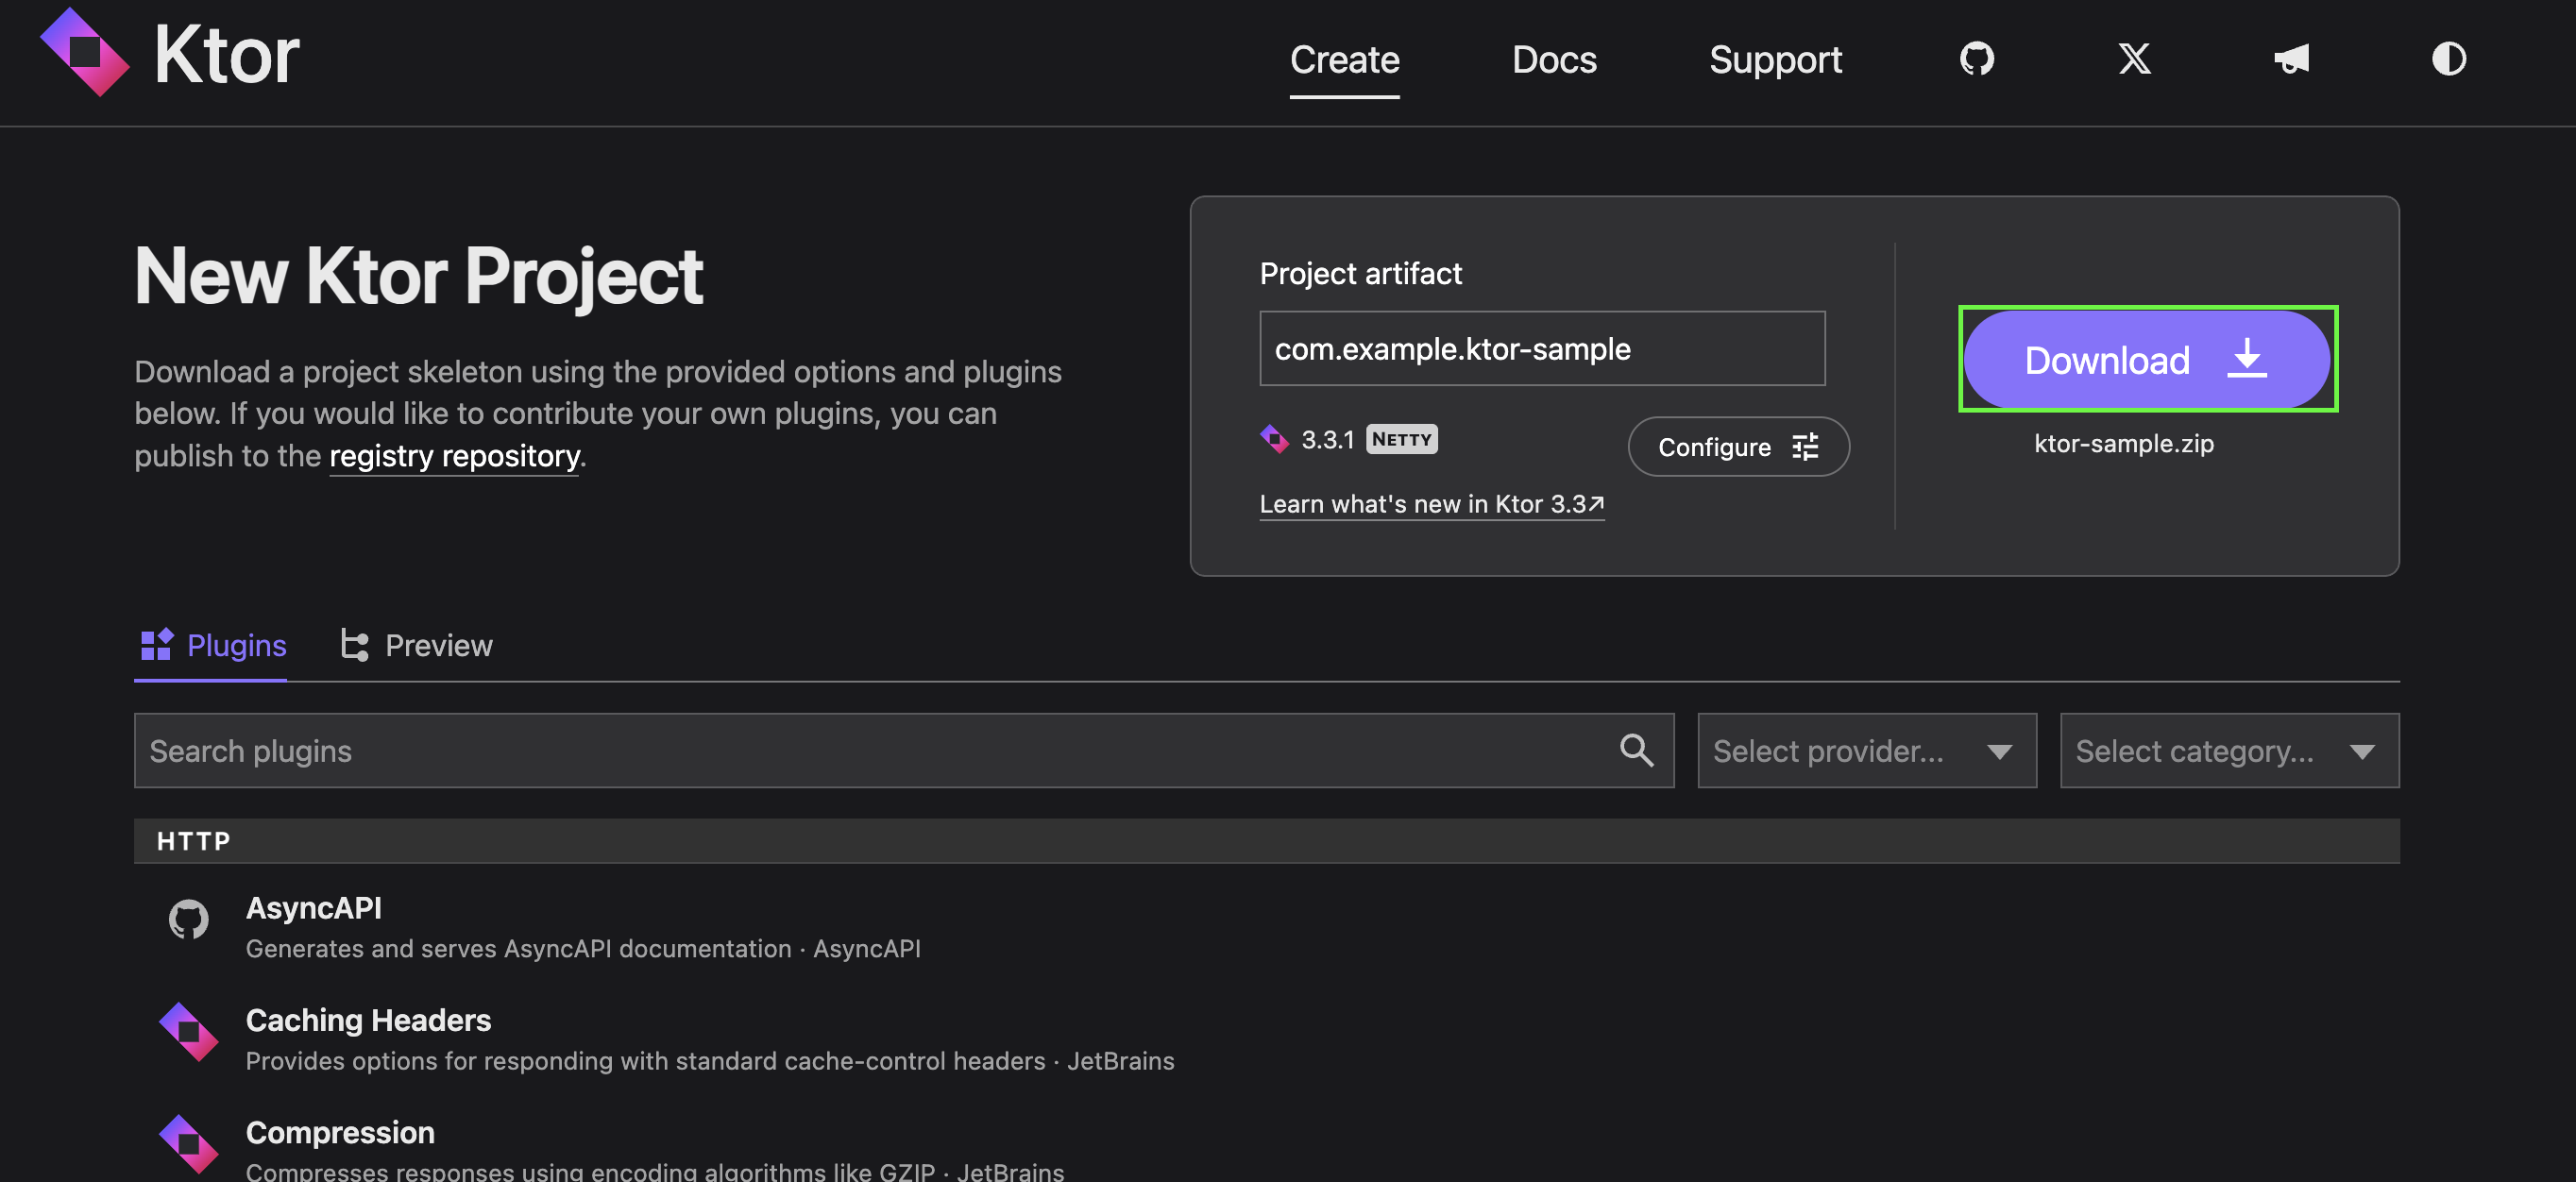 Ktor
Create
Docs
Support
New Ktor Project
Download a project skeleton using the provided options and plugins
below. If you would like to contribute your own plugins, you can
publish to the registry repository.
Project artifact
com.example.ktor-sample
3.3.1 NETTY
Configure
Learn what's new in Ktor 3.3↗
Download
ktor-sample.zip
Plugins
Preview
Search plugins
Select provider...
Select category...
HTTP
AsyncAPI
Generates and serves AsyncAPI documentation · AsyncAPI
Caching Headers
Provides options for responding with standard cache-control headers · JetBrains
Compression
Compresses responses using encoding algorithms like GZIP · JetBrains